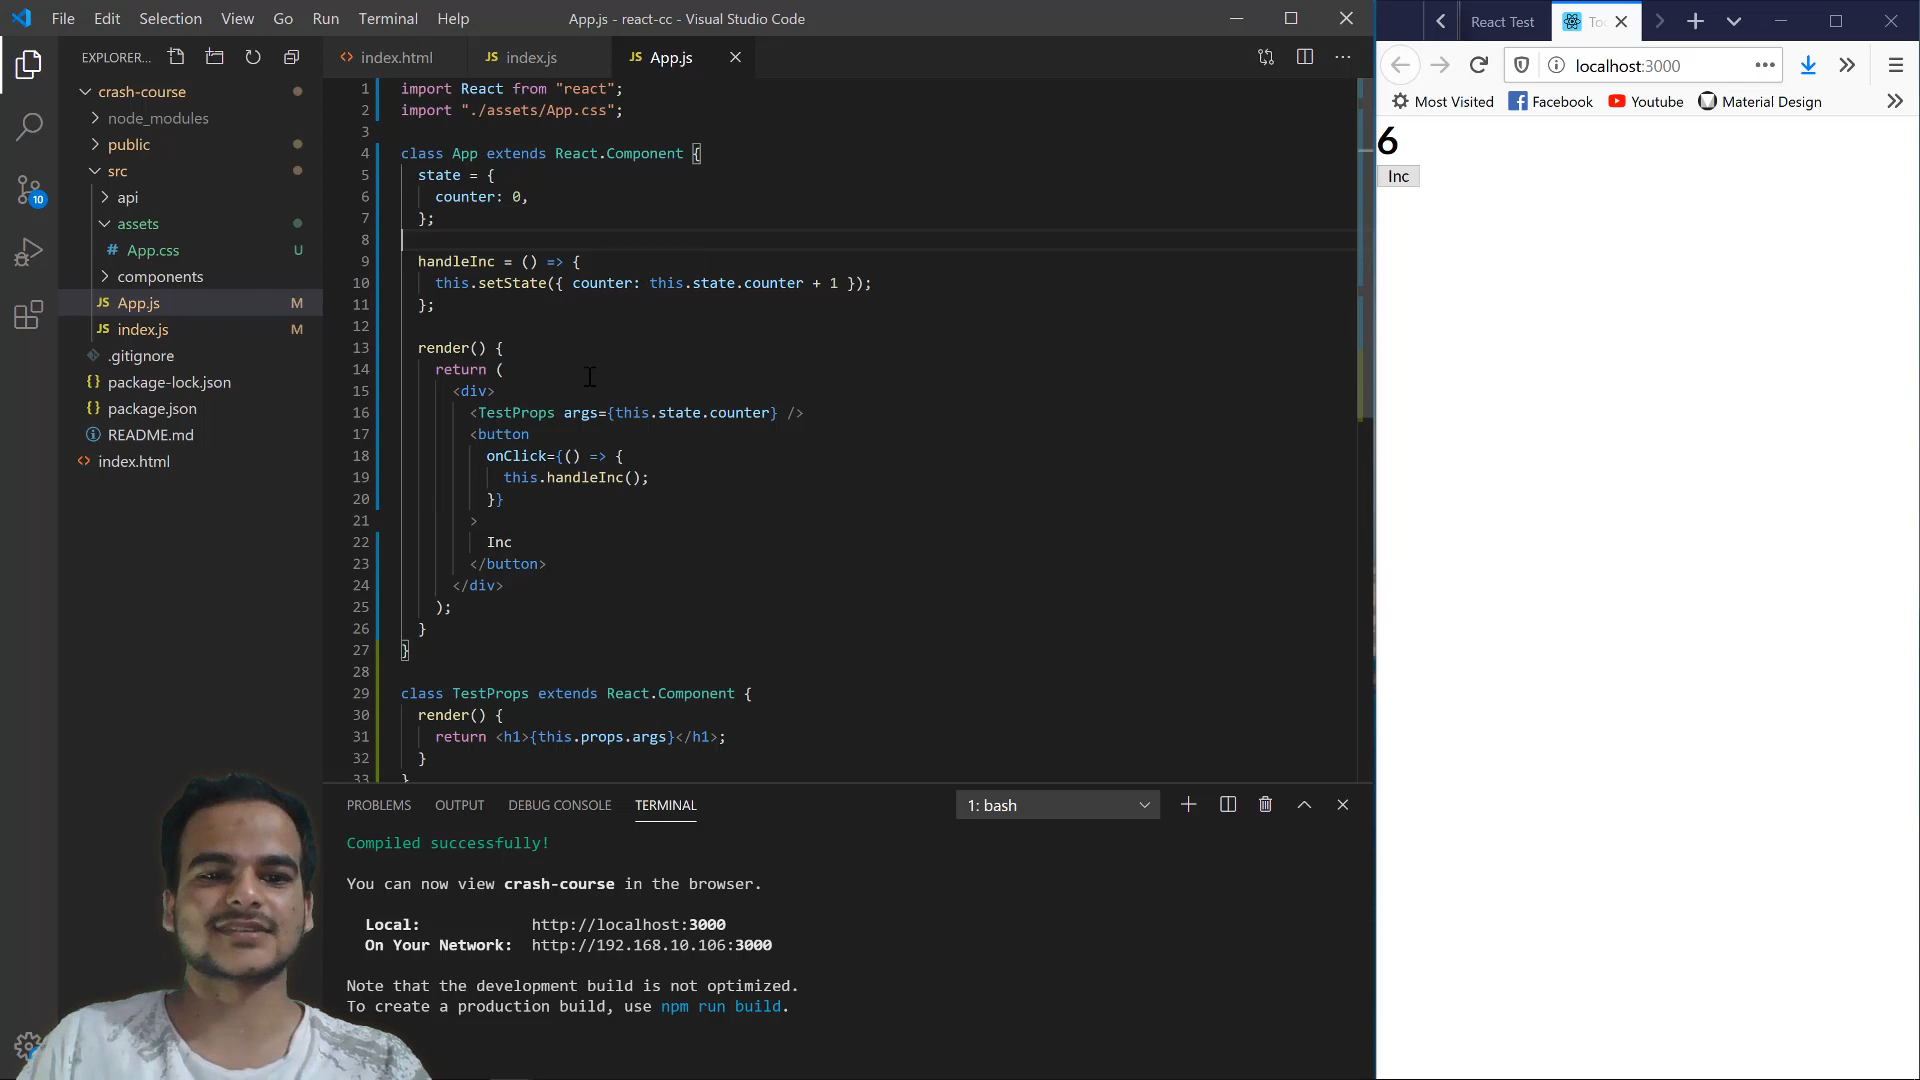 File Edit Selection View Go Run Terminal Help
App.js - react-cc - Visual Studio Code
EXPLORER...
crash-course
node_modules
public
src
api
assets
# App.css U
components
JS App.js M
JS index.js M
.gitignore
{} package-lock.json
{} package.json
README.md
<> index.html
10
<> index.html
JS index.js
JS App.js
1 import React from "react";
2 import "./assets/App.css";
3
4 class App extends React.Component {
5 state = {
6 counter: 0,
7 };
8
9 handleInc = () => {
10 this.setState({ counter: this.state.counter + 1 });
11 };
12
13 render() {
14 return (
15 <div>
16 <TestProps args={this.state.counter} />
17 <button
18 onClick={() => {
19 this.handleInc();
20 }}
21 >
22 Inc
23 </button>
24 </div>
25 );
26 }
27 }
28
29 class TestProps extends React.Component {
30 render() {
31 return <h1>{this.props.args}</h1>;
32 }
33 }
PROBLEMS OUTPUT DEBUG CONSOLE TERMINAL
1: bash
Compiled successfully!
You can now view crash-course in the browser.
Local: http://localhost:3000
On Your Network: http://192.168.10.106:3000
Note that the development build is not optimized.
To create a production build, use npm run build.
React Test
localhost:3000
Most Visited Facebook Youtube Material Design
6
Inc